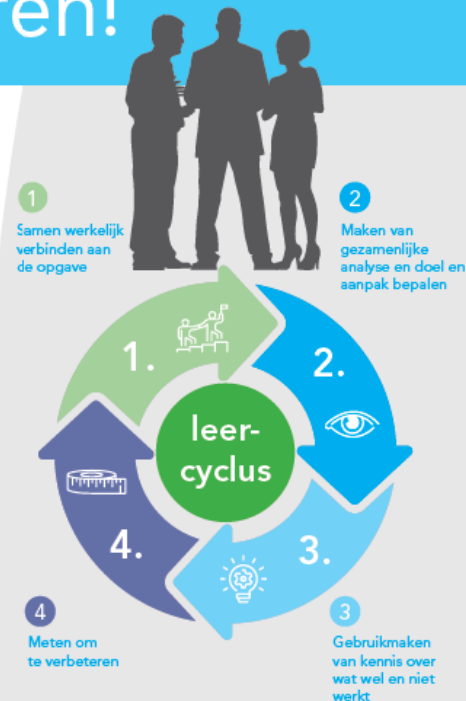 ren!
1
Samen werkelijk
verbinden aan
de opgave
2
Maken van
gezamenlijke
analyse en doel en
aanpak bepalen
1.
2.
leer-
cyclus
4.
3.
4
Meten om
te verbeteren
3
Gebruikmaken
van kennis over
wat wel en niet
werkt